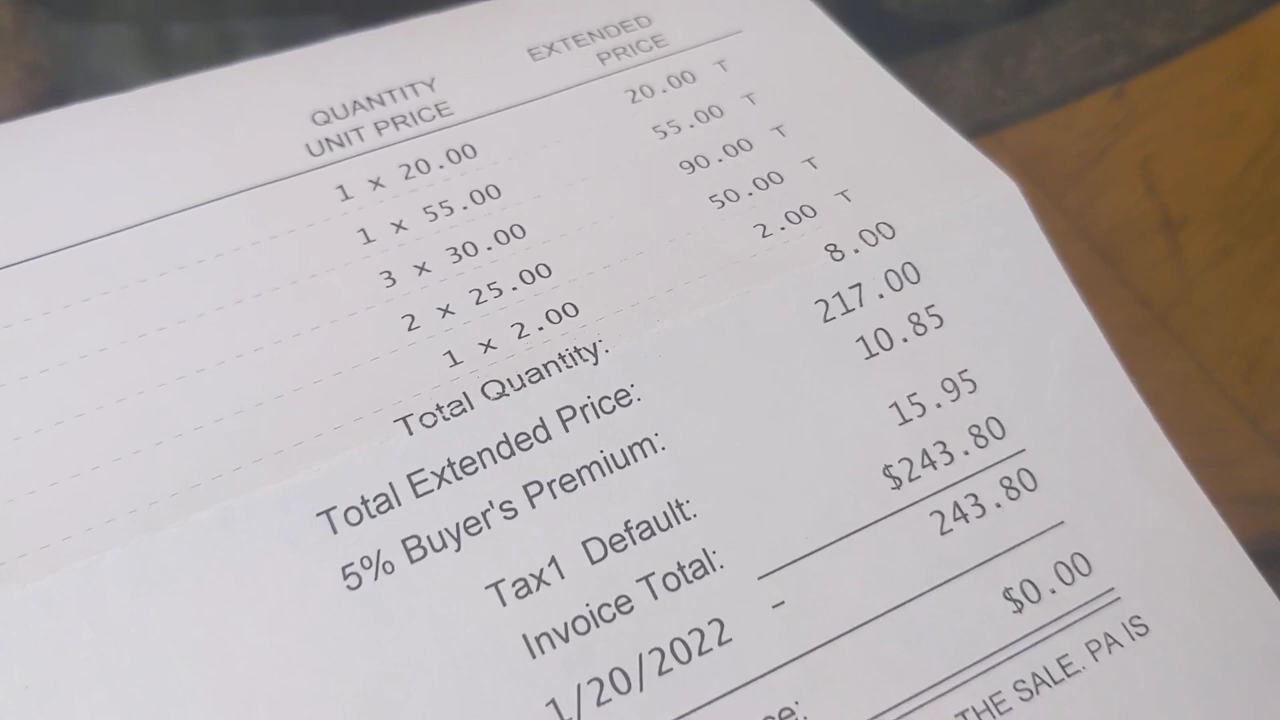 QUANTITY EXTENDED
UNIT PRICE PRICE
1 x 20.00 20.00 T
1 x 55.00 55.00 T
3 x 30.00 90.00 T
2 x 25.00 50.00 T
1 x 2.00 2.00 T
Total Quantity: 8.00
Total Extended Price: 217.00
5% Buyer's Premium: 10.85
Tax1 Default: 15.95
Invoice Total: $243.80
1/20/2022 - 243.80
$0.00
THE SALE. PA IS